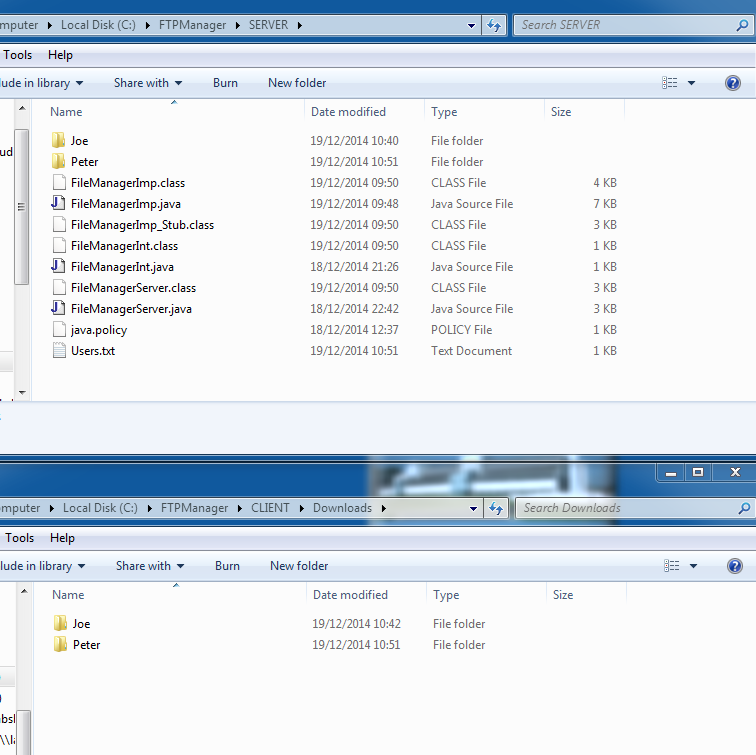 mputer Local Disk (C:) FTPManager SERVER Search SERVER
Tools Help
lude in library Share with Burn New folder
Name Date modified Type Size
ud
Joe 19/12/2014 10:40 File folder
Peter 19/12/2014 10:51 File folder
FileManagerImp.class 19/12/2014 09:50 CLASS File 4 KB
FileManagerImp.java 19/12/2014 09:48 Java Source File 7 KB
FileManagerImp_Stub.class 19/12/2014 09:50 CLASS File 3 KB
FileManagerInt.class 19/12/2014 09:50 CLASS File 1 KB
FileManagerInt.java 18/12/2014 21:26 Java Source File 1 KB
FileManagerServer.class 19/12/2014 09:50 CLASS File 3 KB
FileManagerServer.java 18/12/2014 22:42 Java Source File 3 KB
java.policy 18/12/2014 12:37 POLICY File 1 KB
Users.txt 19/12/2014 10:51 Text Document 1 KB
mputer Local Disk (C:) FTPManager CLIENT Downloads Search Downloads
Tools Help
lude in library Share with Burn New folder
Name Date modified Type Size
Joe 19/12/2014 10:42 File folder
Peter 19/12/2014 10:51 File folder
)
absl
\\la